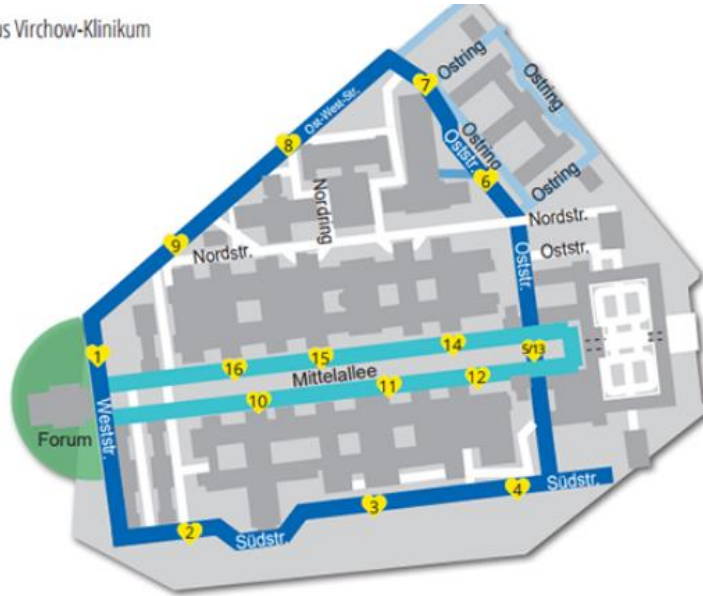 us Virchow-Klinikum
Ostring
7
Ostring
Ost-West-Str.
8
Oststr.
Ostring
6
Ostring
Nordring
Nordstr.
9
Nordstr.
Oststr.
Oststr.
1
16
15
14
5/13
Mittelallee
10
11
12
Weststr.
Forum
2
3
4
Südstr.
Südstr.